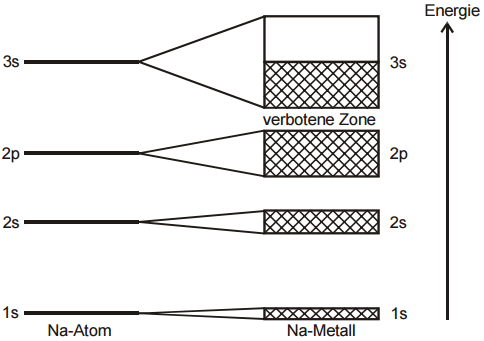 Energie
3s
3s
verbotene Zone
2p
2p
2s
2s
1s
1s
Na-Atom
Na-Metall